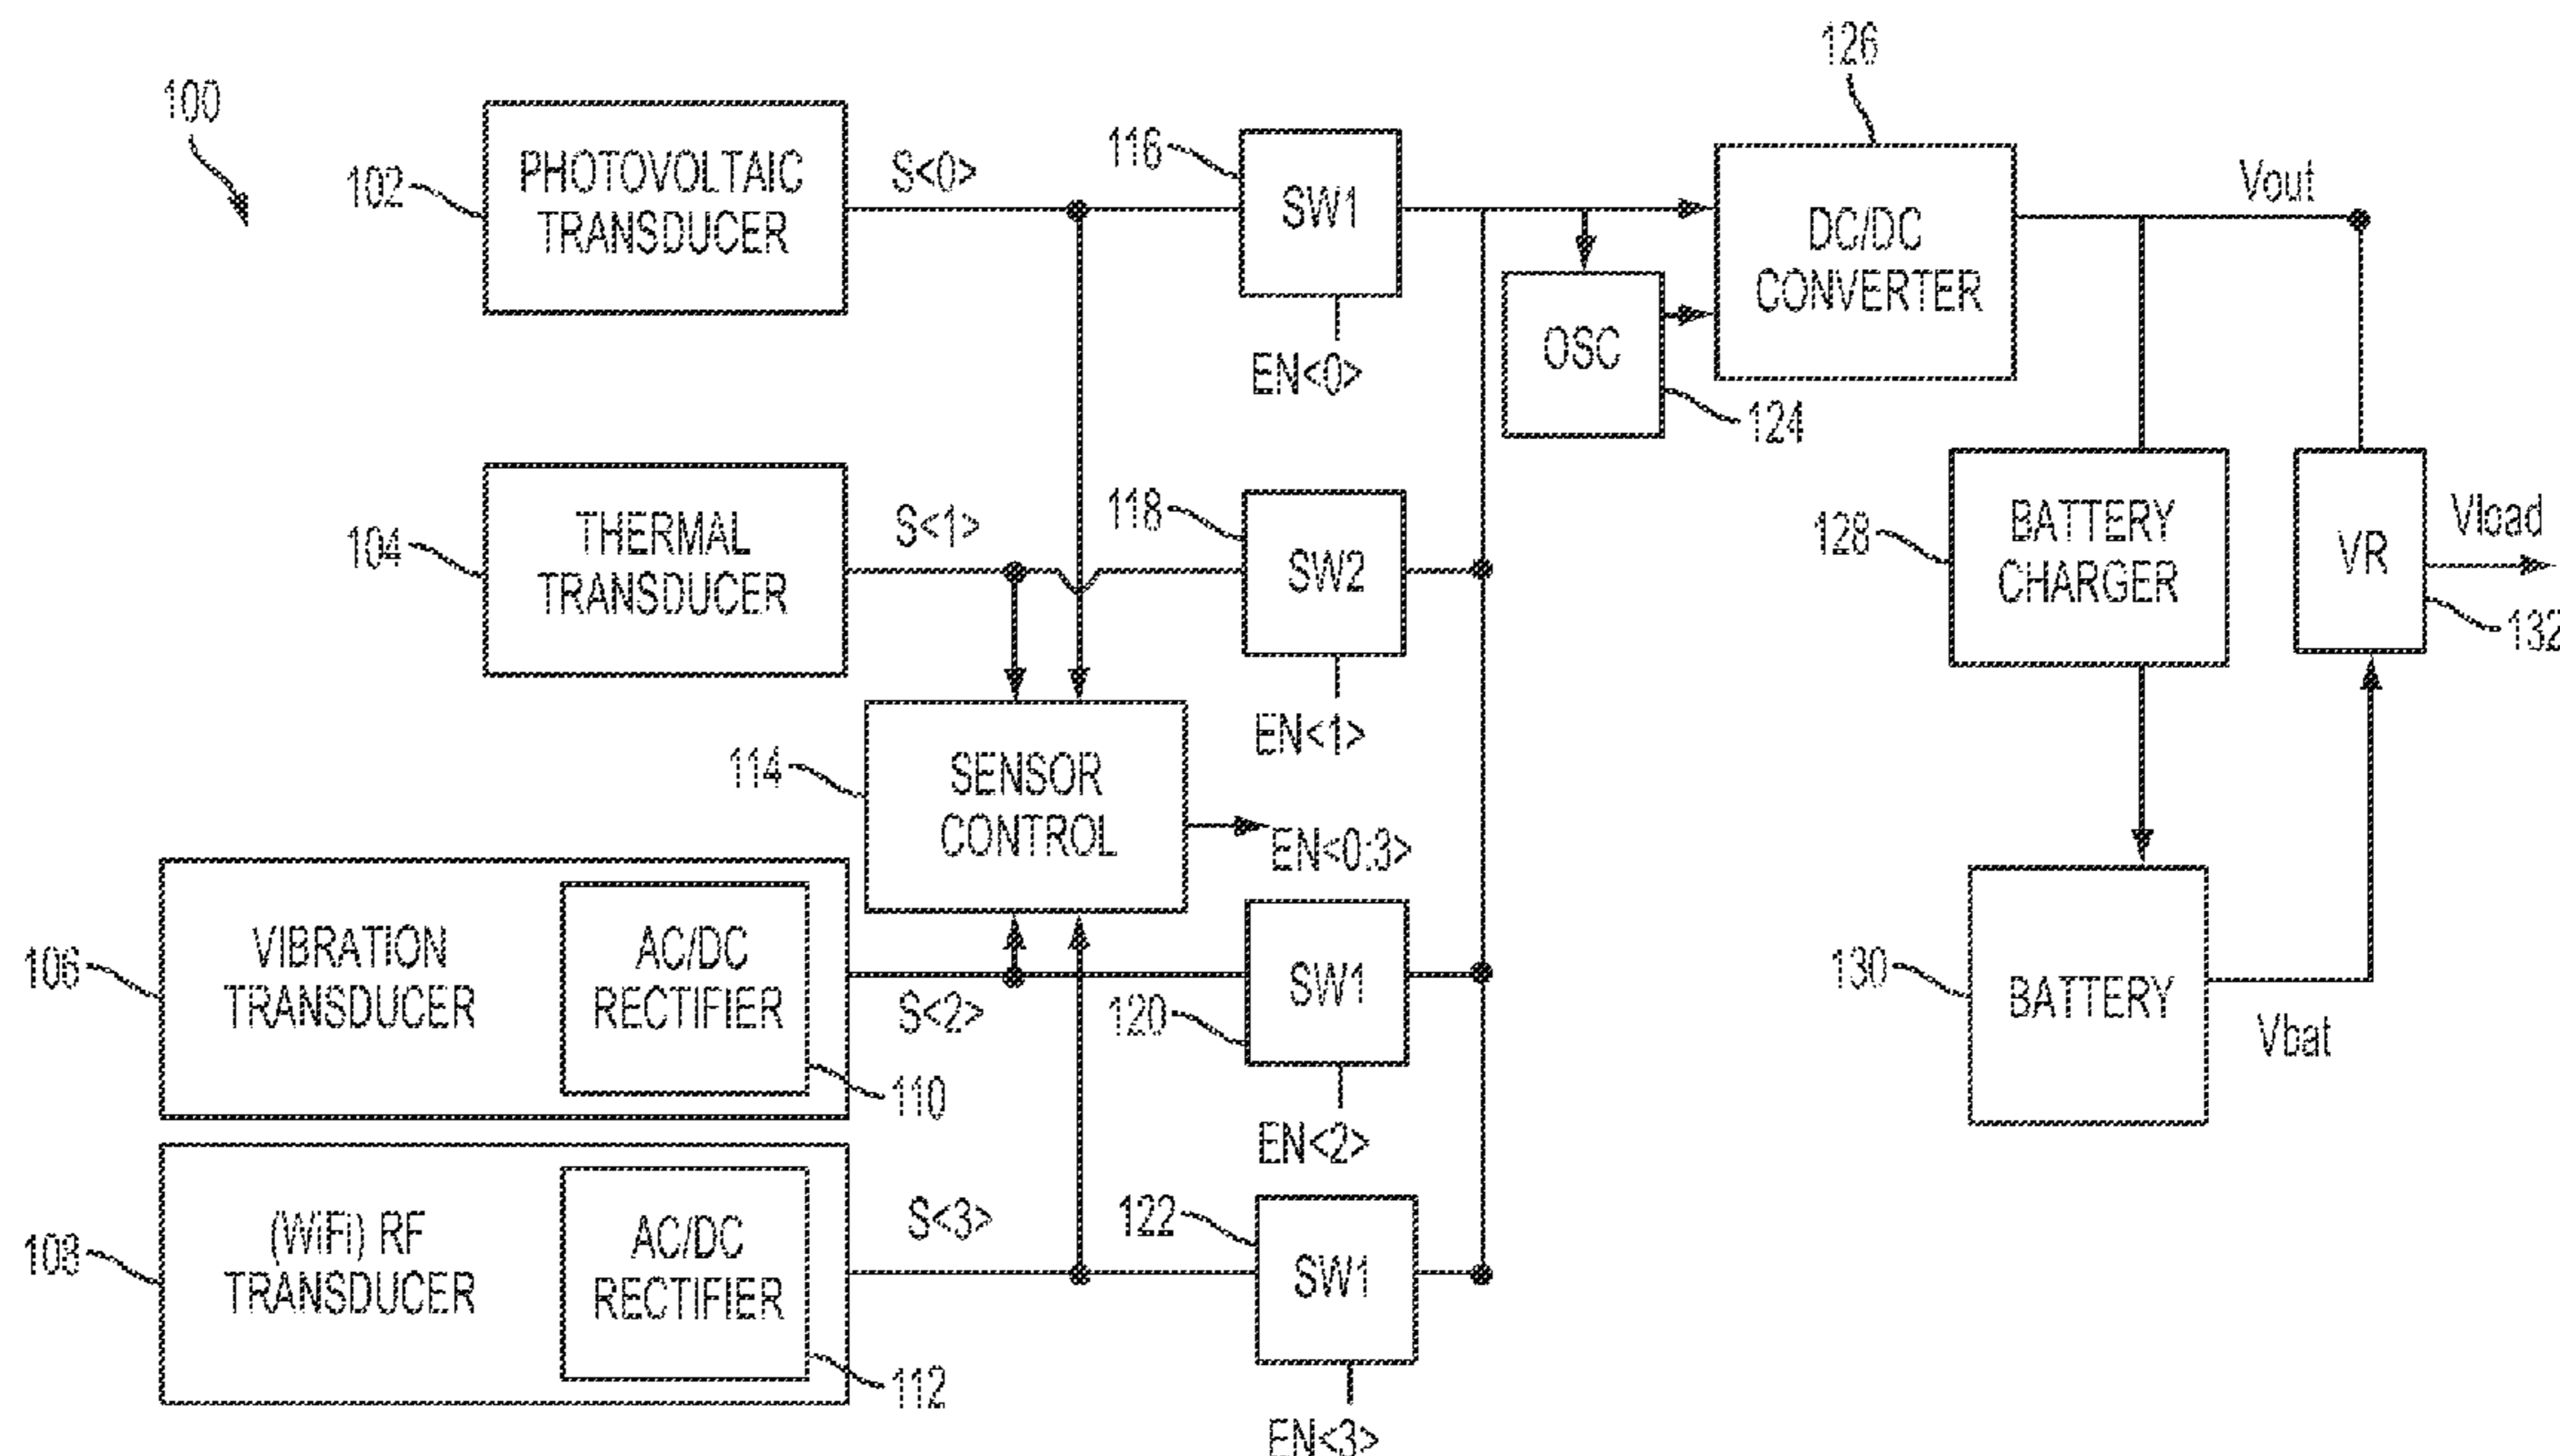 126
100
102
PHOTOVOLTAIC
TRANSDUCER
S<0>
116
SW1
EN<0>
DC/DC
CONVERTER
Vout
OSC
124
104
THERMAL
TRANSDUCER
S<1>
118
SW2
EN<1>
128
BATTERY
CHARGER
VR
Vload
132
114
SENSOR
CONTROL
EN<0:3>
106
VIBRATION
TRANSDUCER
AC/DC
RECTIFIER
110
S<2>
120
SW1
EN<2>
130
BATTERY
Vbat
108
(WiFi) RF
TRANSDUCER
AC/DC
RECTIFIER
112
S<3>
122
SW1
EN<3>